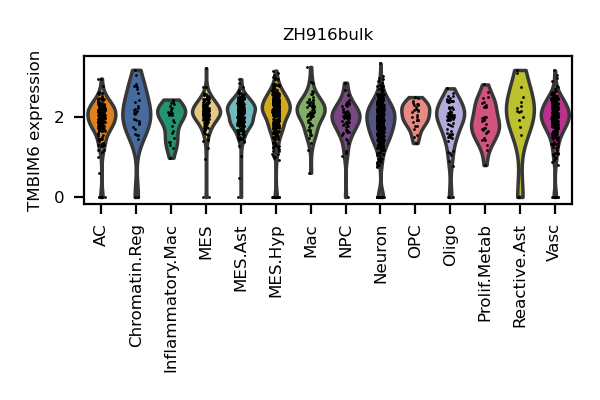 ZH916bulk
TMBIM6 expression
2
0
AC
Chromatin.Reg
Inflammatory.Mac
MES
MES.Ast
MES.Hyp
Mac
NPC
Neuron
OPC
Oligo
Prolif.Metab
Reactive.Ast
Vasc